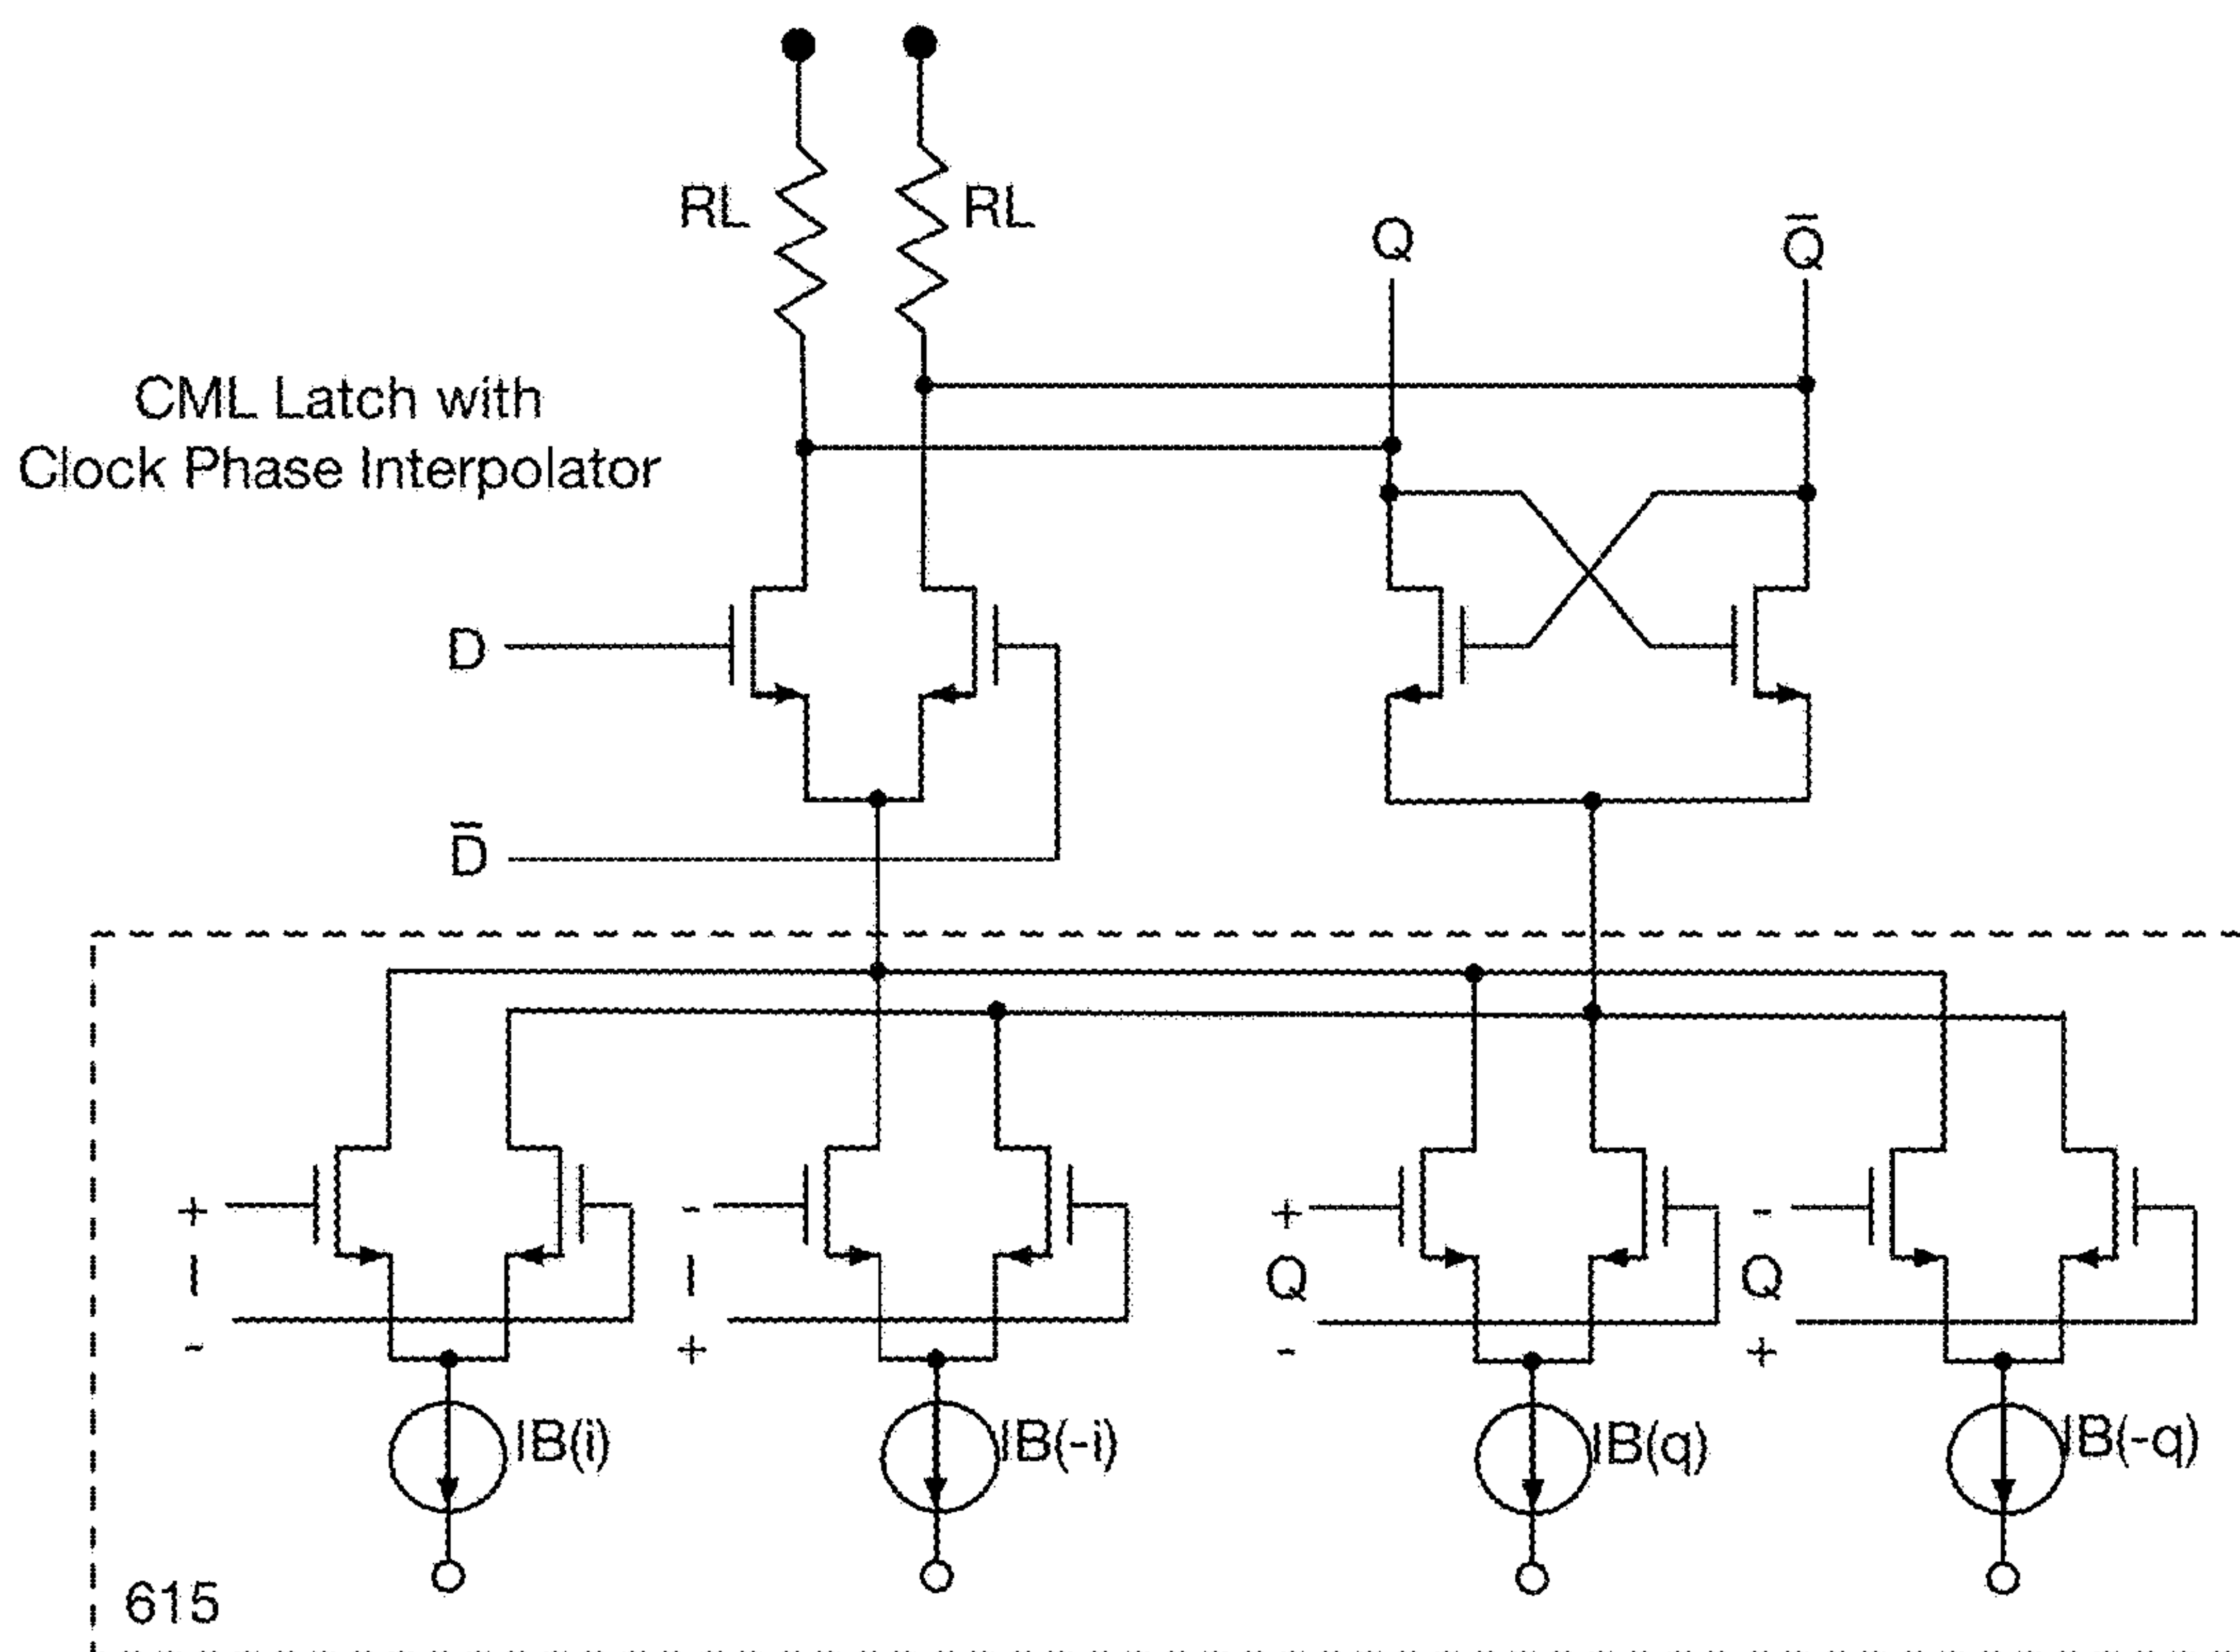 RL RL
Q Q̅
CML Latch with
Clock Phase Interpolator
D
D̅
+ - + -
I I Q Q
- + - +
IB(i) IB(-i) IB(q) IB(-q)
615